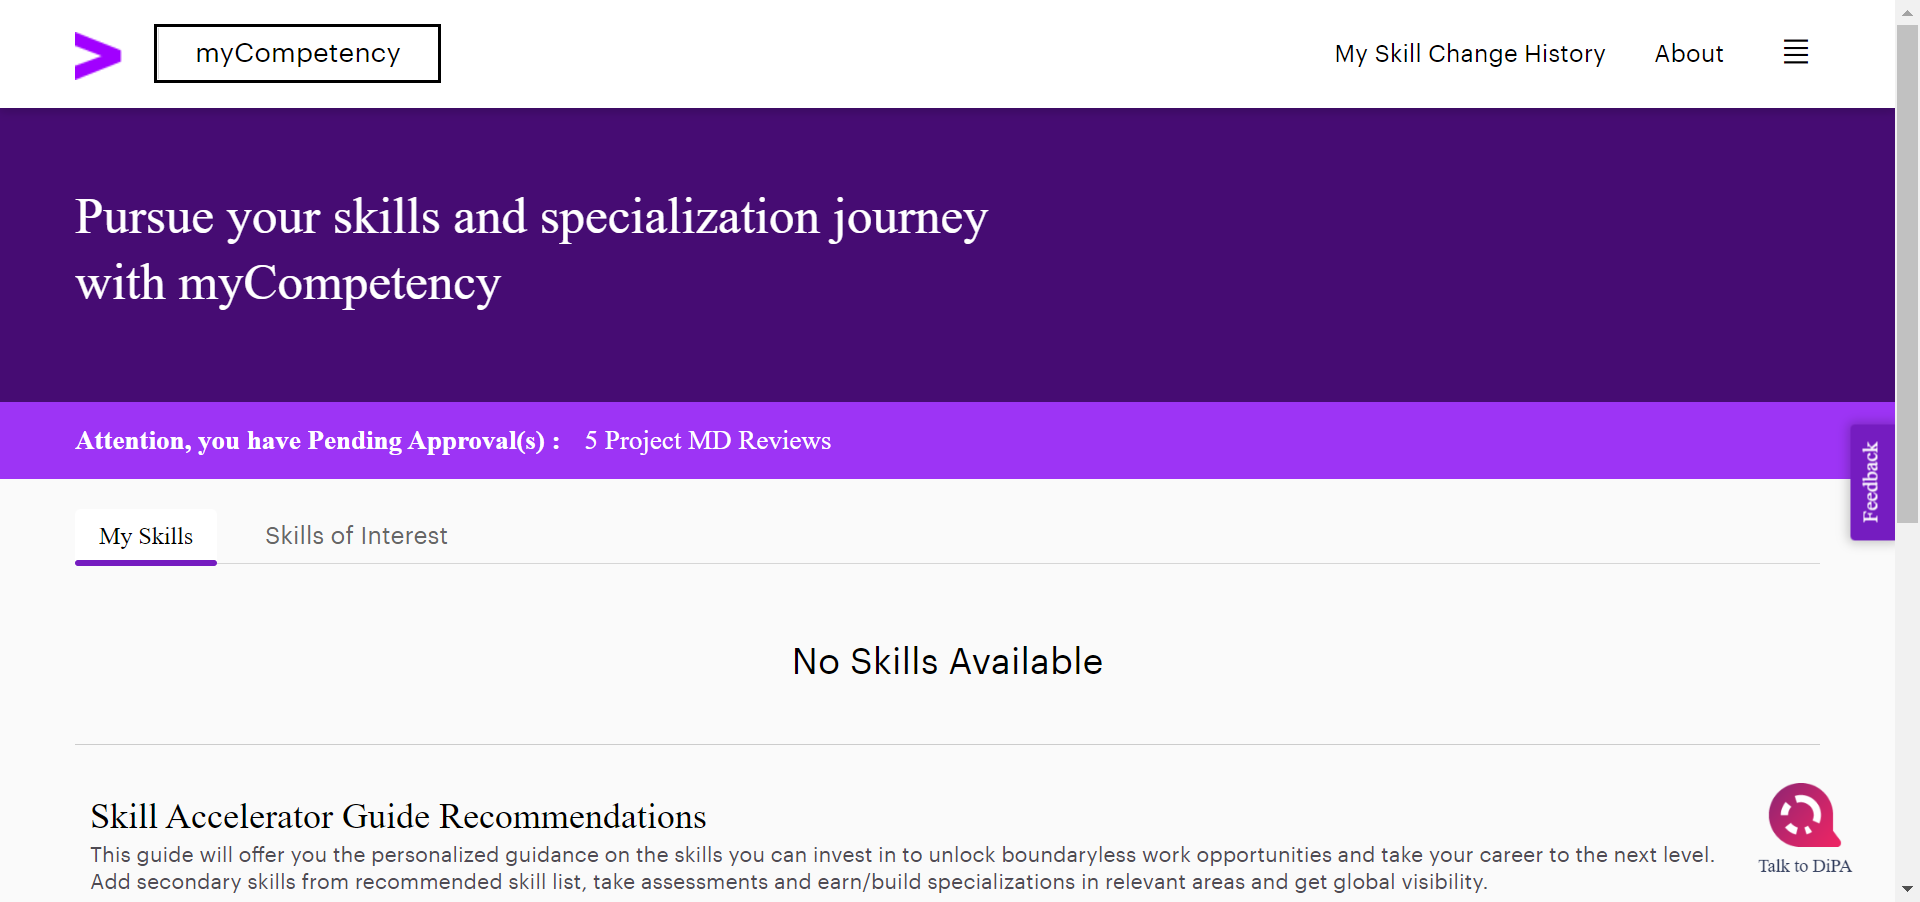 myCompetency
My Skill Change History
About
Pursue your skills and specialization journey
with myCompetency
Attention, you have Pending Approval(s) : 5 Project MD Reviews
Feedback
My Skills
Skills of Interest
No Skills Available
Skill Accelerator Guide Recommendations
This guide will offer you the personalized guidance on the skills you can invest in to unlock boundaryless work opportunities and take your career to the next level.
Add secondary skills from recommended skill list, take assessments and earn/build specializations in relevant areas and get global visibility.
Talk to DiPA